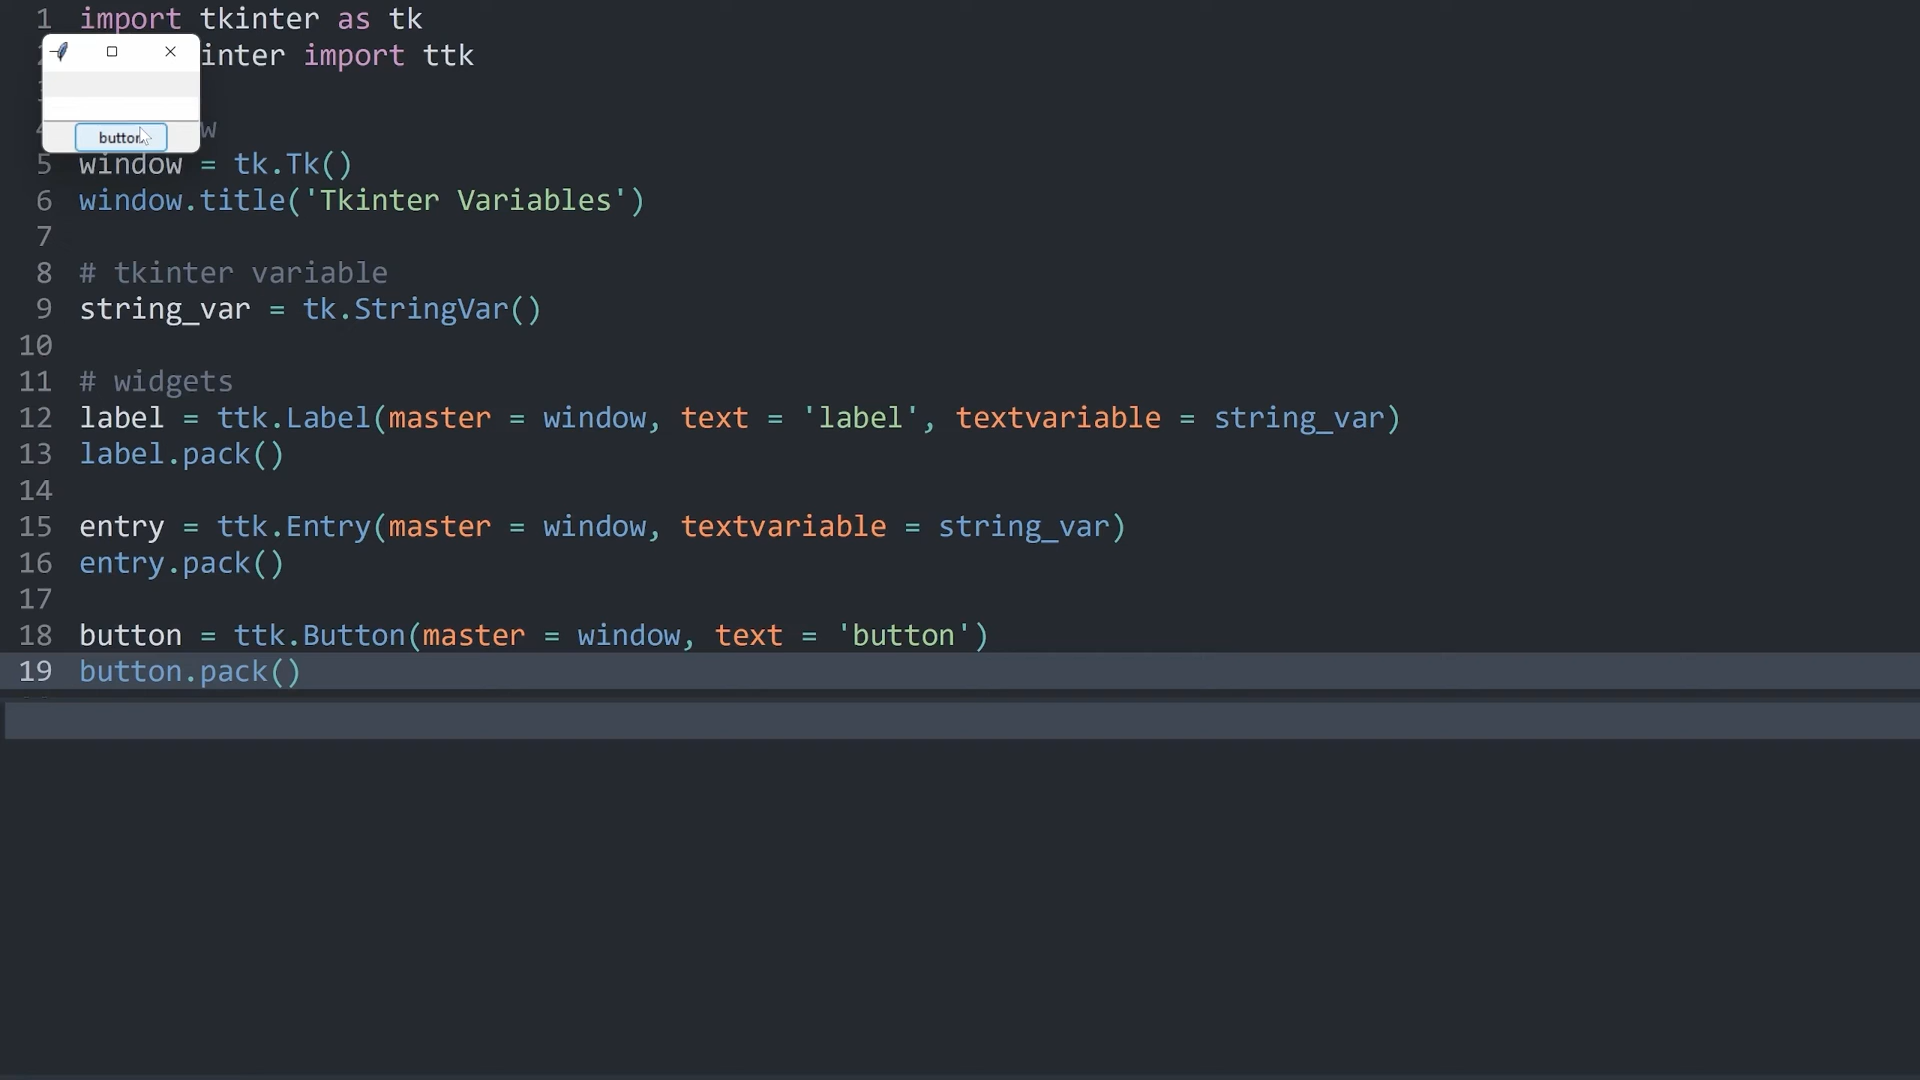 1 import tkinter as tk
inter import ttk
button
w
5 window = tk.Tk()
6 window.title('Tkinter Variables')
7
8 # tkinter variable
9 string_var = tk.StringVar()
10
11 # widgets
12 label = ttk.Label(master = window, text = 'label', textvariable = string_var)
13 label.pack()
14
15 entry = ttk.Entry(master = window, textvariable = string_var)
16 entry.pack()
17
18 button = ttk.Button(master = window, text = 'button')
19 button.pack()